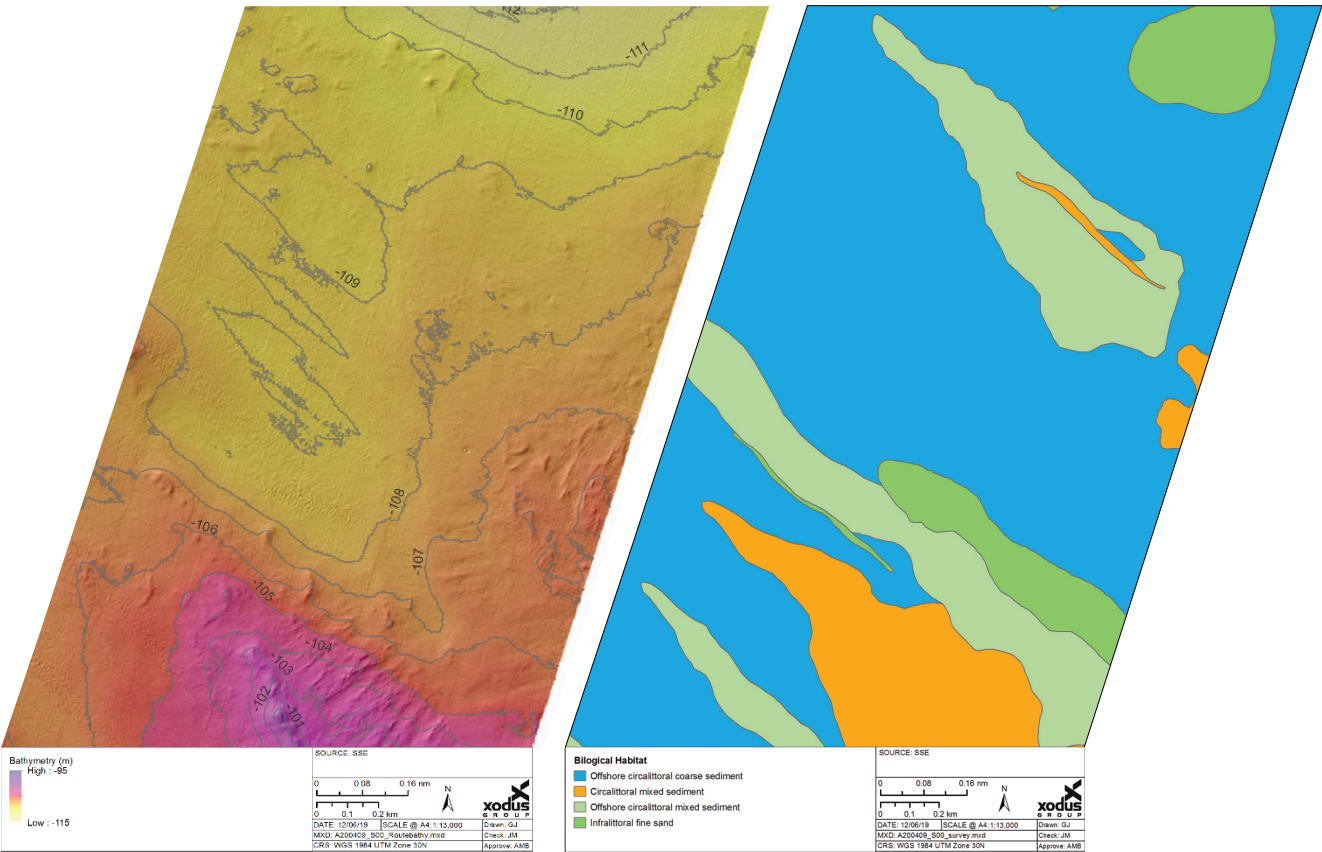 -112
-111
-110
-109
-108
-107
-106
-105
-104
-103
-102
-101
Bathymetry (m)
High : -95
Low : -115
SOURCE: SSE
0 0.08 0.16 nm
0 0.1 0.2 km
N
xodus
GROUP
DATE: 12/06/19 SCALE @ A4:1:13,000 Drawn: GJ
MXD: A200409_S00_Routebathy.mxd Check: JM
CRS: WGS 1984 UTM Zone 30N Approve: AMB
Bilogical Habitat
Offshore circalittoral coarse sediment
Circalittoral mixed sediment
Offshore circalittoral mixed sediment
Infralittoral fine sand
SOURCE: SSE
0 0.08 0.16 nm
0 0.1 0.2 km
N
xodus
GROUP
DATE: 12/06/19 SCALE @ A4:1:13,000 Drawn: GJ
MXD: A200409_S00_survey.mxd Check: JM
CRS: WGS 1984 UTM Zone 30N Approve: AMB